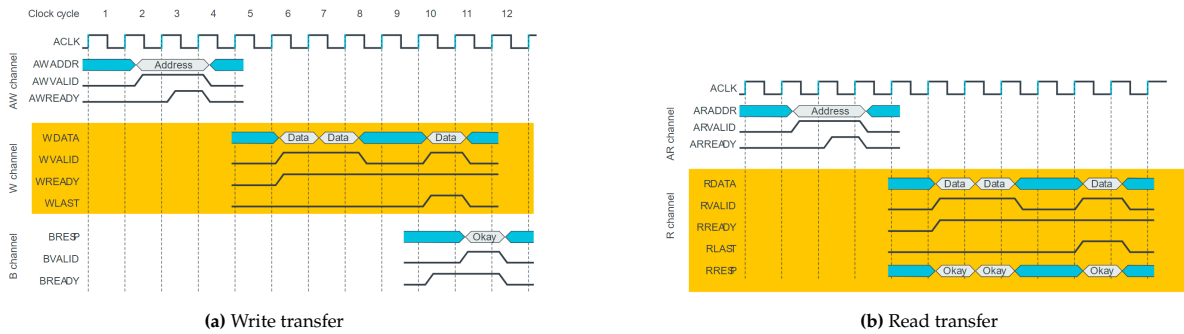 Clock cycle 1 2 3 4 5 6 7 8 9 10 11 12
ACLK
AW channel
AWADDR Address
AWVALID
AWREADY
W channel
WDATA Data Data Data
WVALID
WREADY
WLAST
B channel
BRESP Okay
BVALID
BREADY
(a) Write transfer
ACLK
AR channel
ARADDR Address
ARVALID
ARREADY
R channel
RDATA Data Data Data
RVALID
RREADY
RLAST
RRESP Okay Okay Okay
(b) Read transfer